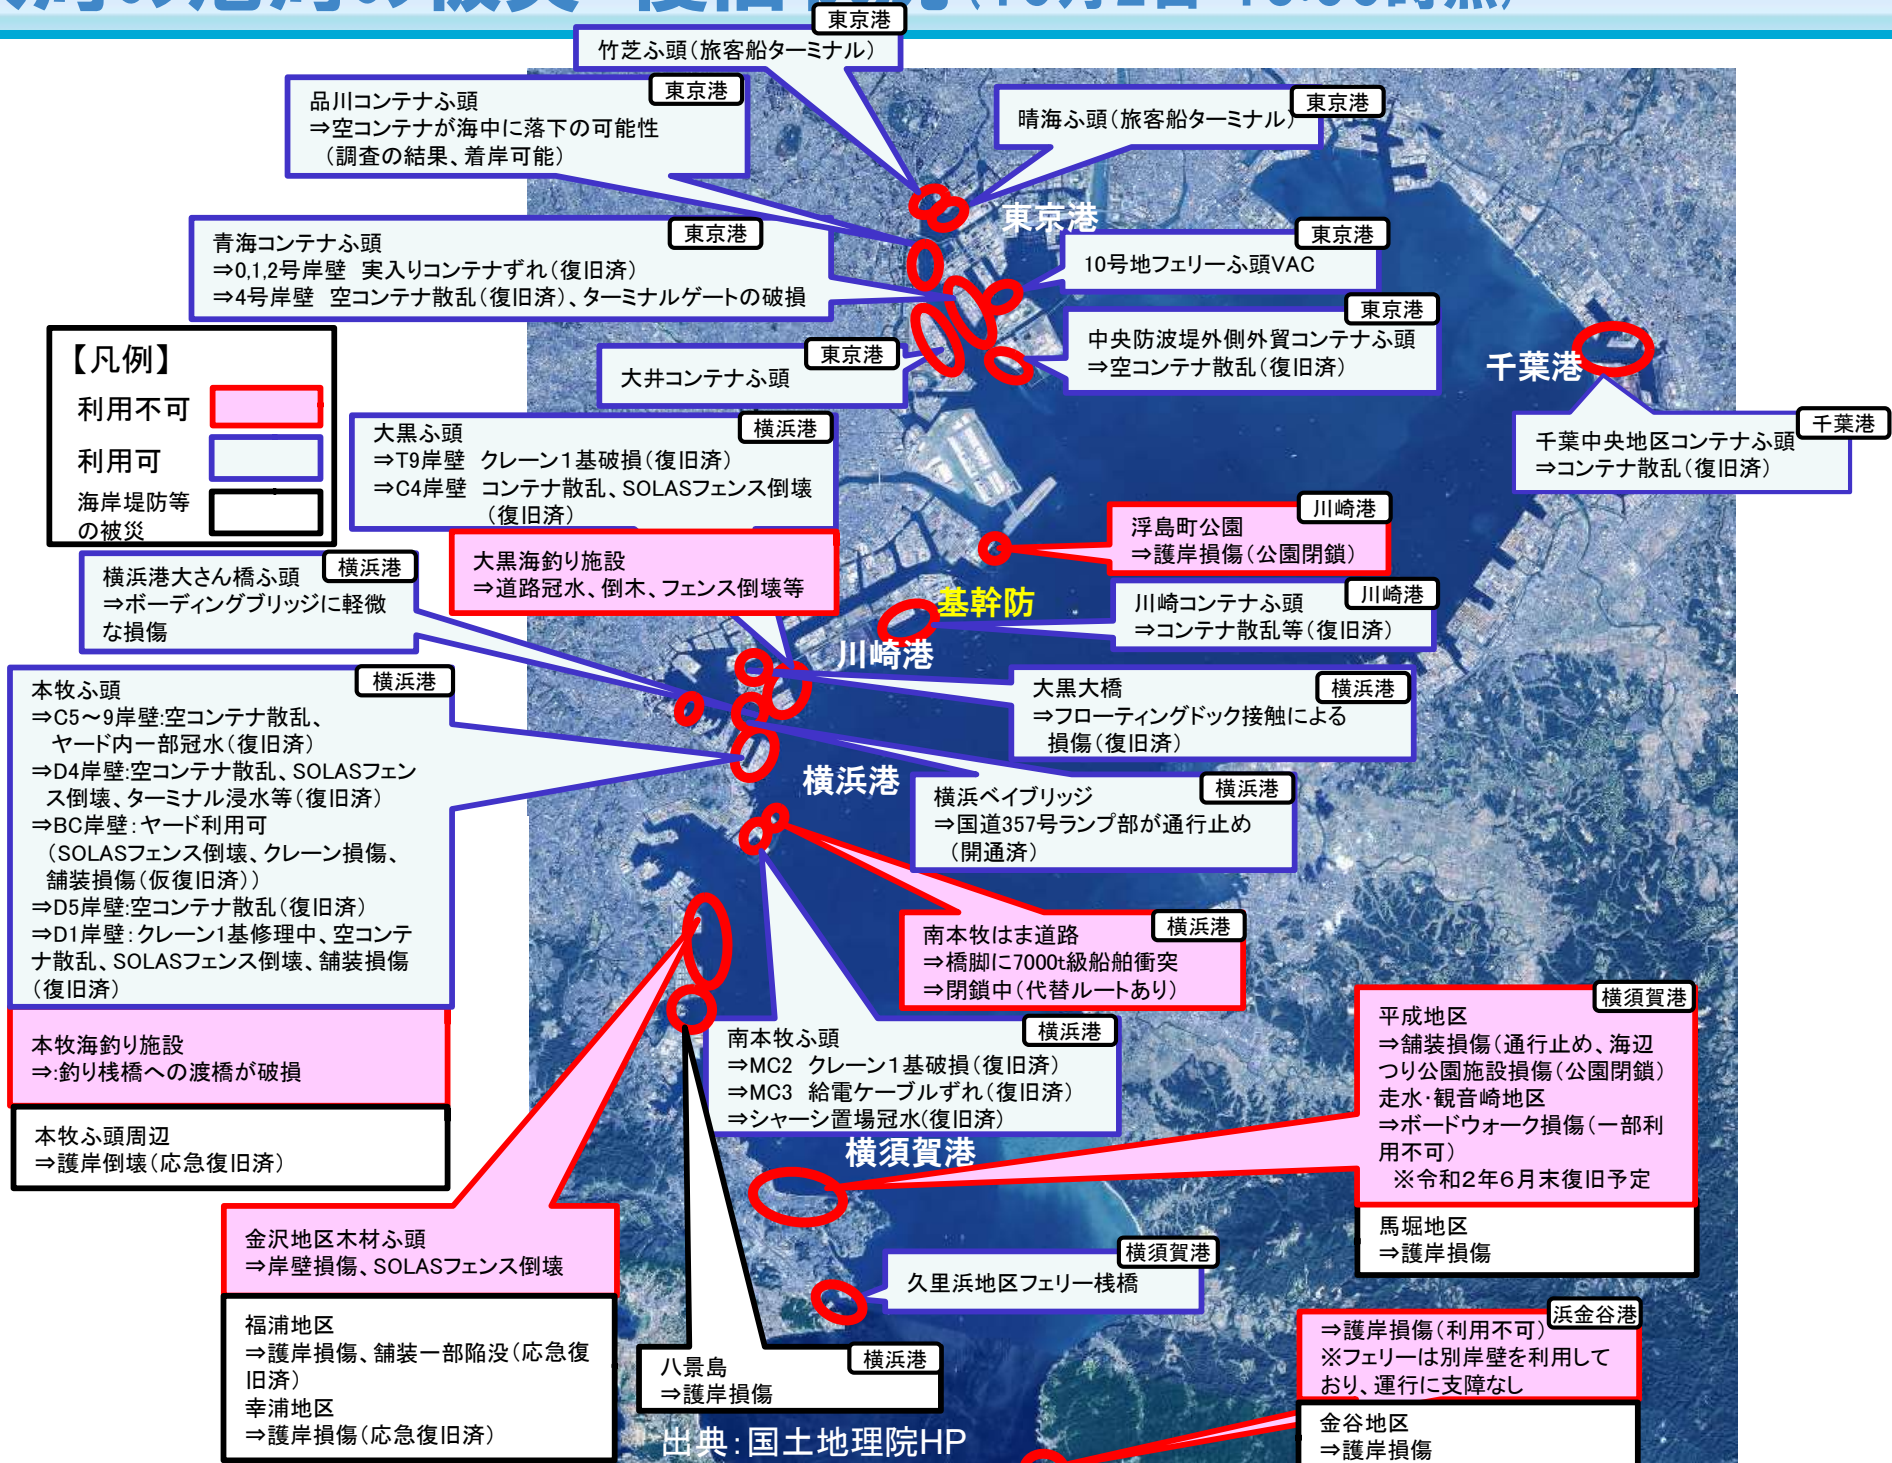 東京港
竹芝ふ頭(旅客船ターミナル)
東京港
品川コンテナふ頭
⇒空コンテナが海中に落下の可能性
(調査の結果、着岸可能)
東京港
晴海ふ頭(旅客船ターミナル)
東京港
東京港
青海コンテナふ頭
⇒0,1,2号岸壁 実入りコンテナずれ(復旧済)
⇒4号岸壁 空コンテナ散乱(復旧済)、ターミナルゲートの破損
東京港
10号地フェリーふ頭VAC
東京港
中央防波堤外側外貿コンテナふ頭
⇒空コンテナ散乱(復旧済)
東京港
大井コンテナふ頭
千葉港
千葉港
千葉中央地区コンテナふ頭
⇒コンテナ散乱(復旧済)
【凡例】
利用不可
利用可
海岸堤防等
の被災
横浜港
大黒ふ頭
⇒T9岸壁 クレーン1基破損(復旧済)
⇒C4岸壁 コンテナ散乱、SOLASフェンス倒壊
(復旧済)
大黒海釣り施設
⇒道路冠水、倒木、フェンス倒壊等
川崎港
浮島町公園
⇒護岸損傷(公園閉鎖)
基幹防
川崎港
川崎コンテナふ頭
⇒コンテナ散乱等(復旧済)
川崎港
横浜港
横浜港大さん橋ふ頭
⇒ボーディングブリッジに軽微
な損傷
横浜港
大黒大橋
⇒フローティングドック接触による
損傷(復旧済)
横浜港
本牧ふ頭
⇒C5~9岸壁:空コンテナ散乱、
ヤード内一部冠水(復旧済)
⇒D4岸壁:空コンテナ散乱、SOLASフェン
ス倒壊、ターミナル浸水等(復旧済)
⇒BC岸壁:ヤード利用可
(SOLASフェンス倒壊、クレーン損傷、
舗装損傷(仮復旧済))
⇒D5岸壁:空コンテナ散乱(復旧済)
⇒D1岸壁:クレーン1基修理中、空コンテ
ナ散乱、SOLASフェンス倒壊、舗装損傷
(復旧済)
本牧海釣り施設
⇒:釣り桟橋への渡橋が破損
本牧ふ頭周辺
⇒護岸倒壊(応急復旧済)
横浜港
横浜港
横浜ベイブリッジ
⇒国道357号ランプ部が通行止め
(開通済)
横浜港
南本牧はま道路
⇒橋脚に7000t級船舶衝突
⇒閉鎖中(代替ルートあり)
横浜港
南本牧ふ頭
⇒MC2 クレーン1基破損(復旧済)
⇒MC3 給電ケーブルずれ(復旧済)
⇒シャーシ置場冠水(復旧済)
横須賀港
横須賀港
平成地区
⇒舗装損傷(通行止め、海辺
つり公園施設損傷(公園閉鎖)
走水・観音崎地区
⇒ボードウォーク損傷(一部利
用不可)
※令和2年6月末復旧予定
馬堀地区
⇒護岸損傷
横須賀港
久里浜地区フェリー桟橋
金沢地区木材ふ頭
⇒岸壁損傷、SOLASフェンス倒壊
福浦地区
⇒護岸損傷、舗装一部陥没(応急復
旧済)
幸浦地区
⇒護岸損傷(応急復旧済)
横浜港
八景島
⇒護岸損傷
浜金谷港
⇒護岸損傷(利用不可)
※フェリーは別岸壁を利用して
おり、運行に支障なし
金谷地区
⇒護岸損傷
出典:国土地理院HP